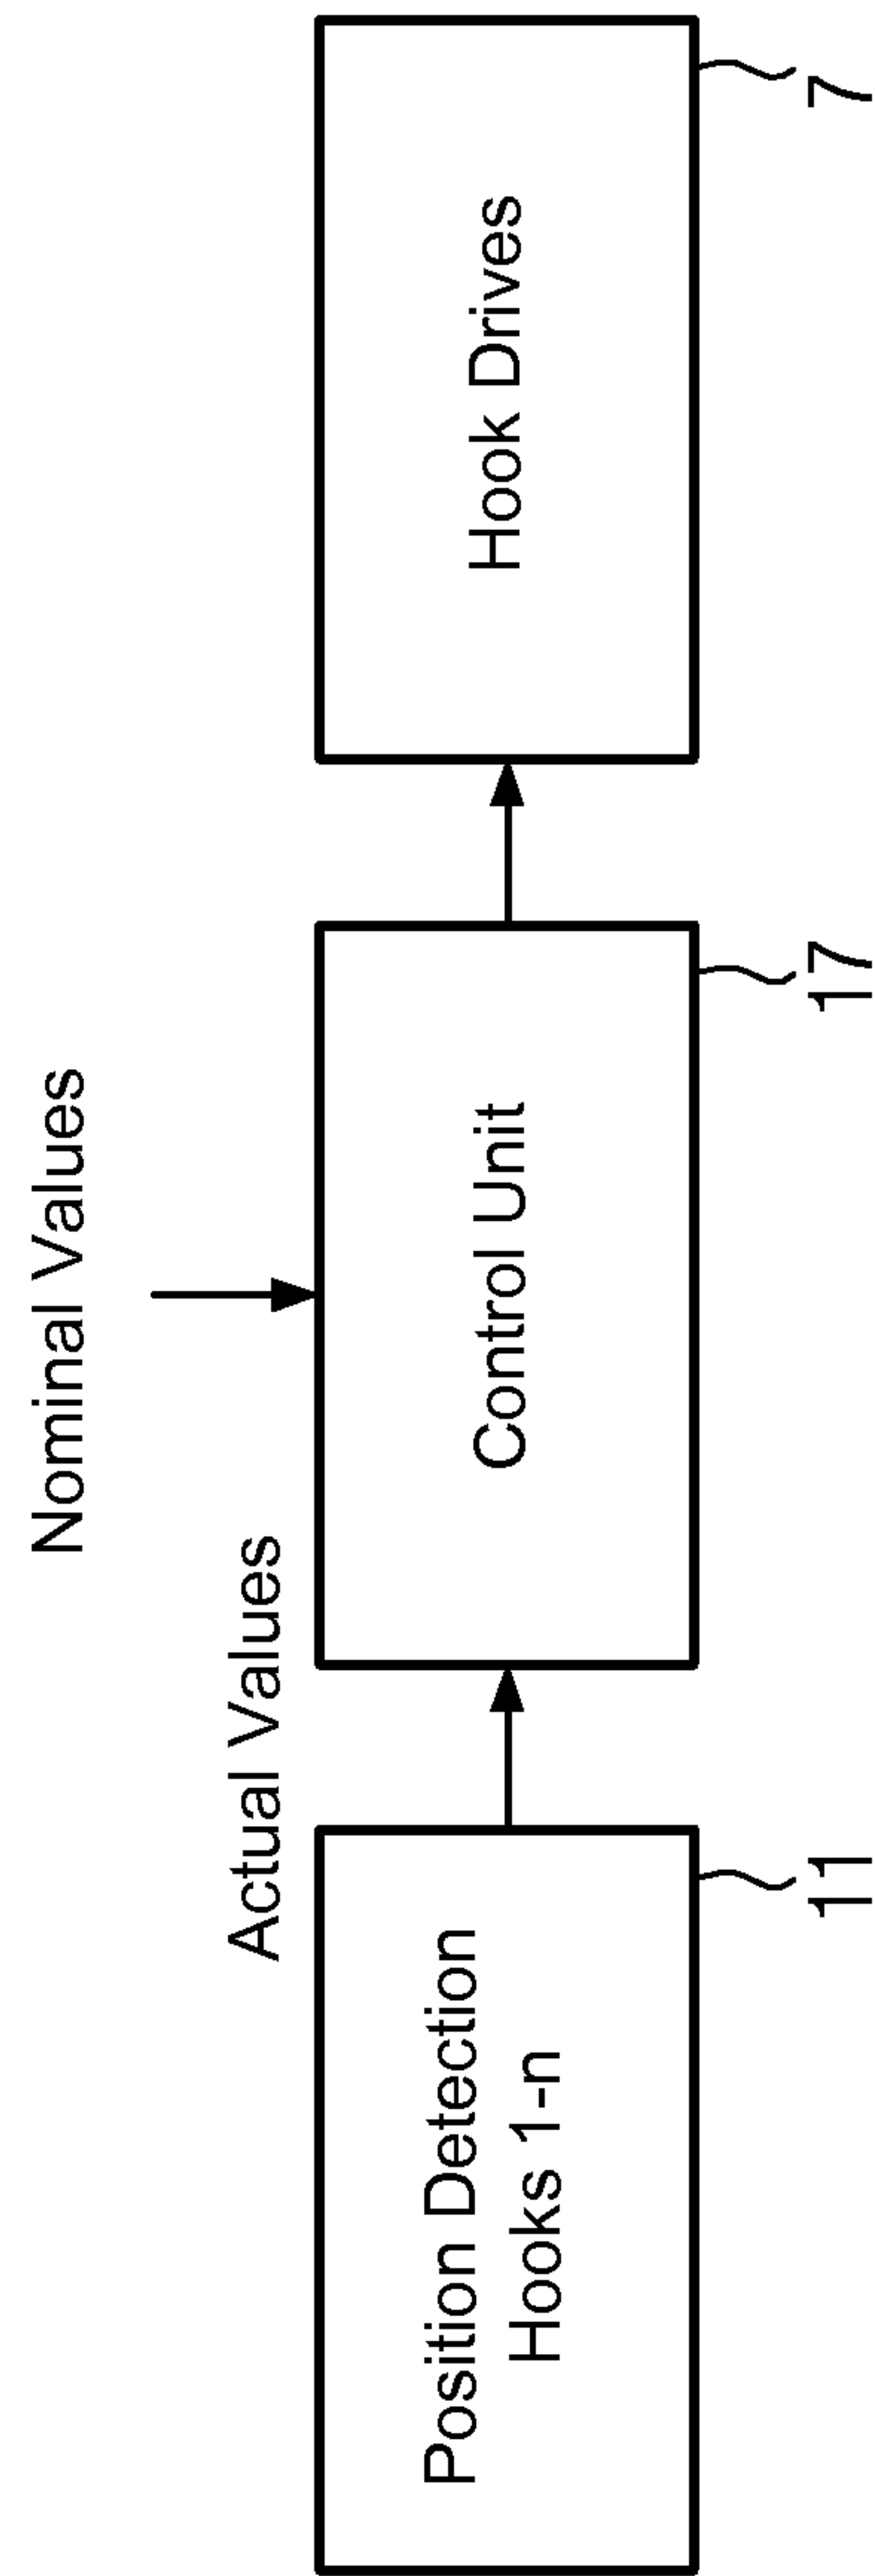 Nominal Values
Actual Values
Position Detection
Hooks 1-n
Control Unit
Hook Drives
11
17
7